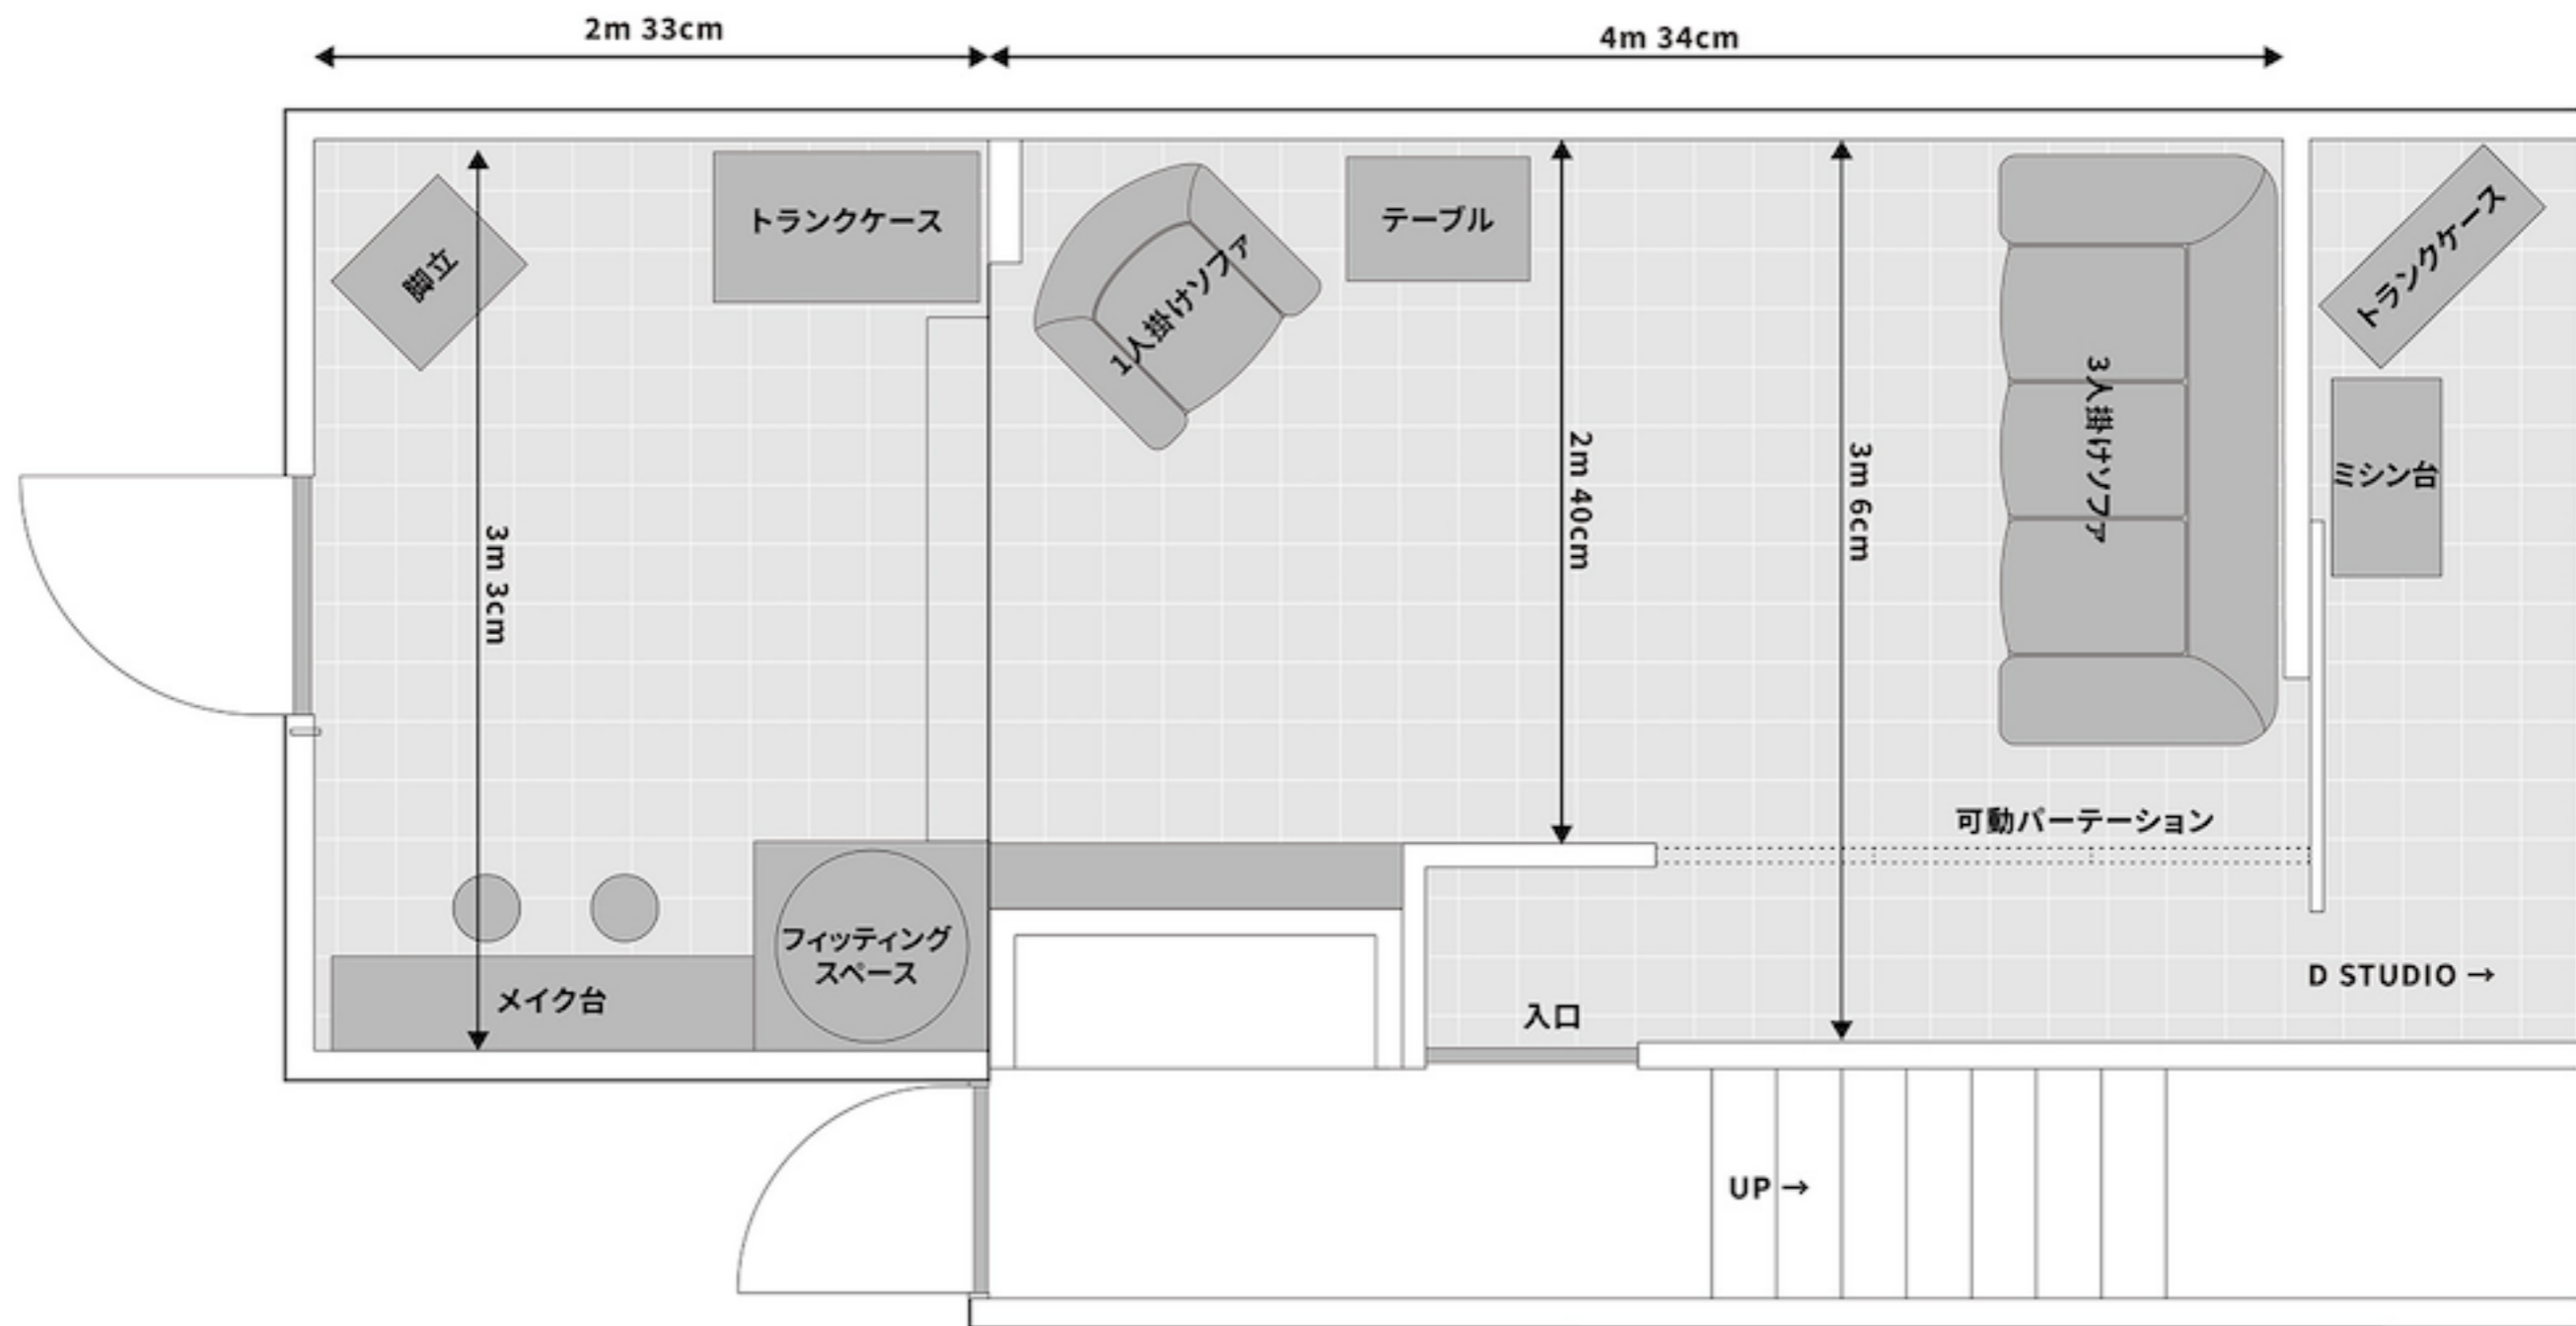 2m 33cm
4m 34cm
脚立
トランクケース
1人掛けソファ
テーブル
3m 3cm
2m 40cm
3m 6cm
3人掛けソファ
トランクケース
ミシン台
可動パーテーション
フィッティング
スペース
メイク台
入口
D STUDIO →
UP →